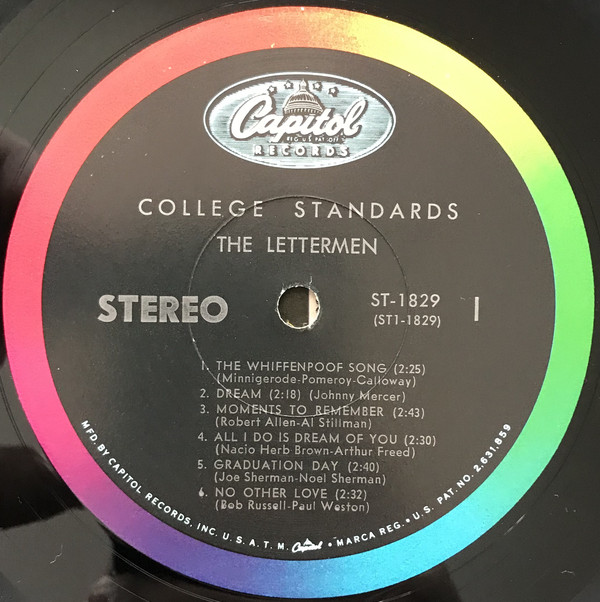 Capitol
RECORDS
COLLEGE STANDARDS
THE LETTERMEN
STEREO
ST-1829
(ST1-1829)
1
1. THE WHIFFENPOOF SONG (2:25)
(Minnigerode-Pomeroy-Calloway)
2. DREAM (2:18) (Johnny Mercer)
3. MOMENTS TO REMEMBER (2:43)
(Robert Allen-Al Stillman)
4. ALL I DO IS DREAM OF YOU (2:30)
(Nacio Herb Brown-Arthur Freed)
5. GRADUATION DAY (2:40)
(Joe Sherman-Noel Sherman)
6. NO OTHER LOVE (2:32)
(Bob Russell-Paul Weston)
MFD. BY CAPITOL RECORDS, INC. U.S.A. T.M. Capitol • MARCA REG. • U.S. PAT. NO. 2,631,859